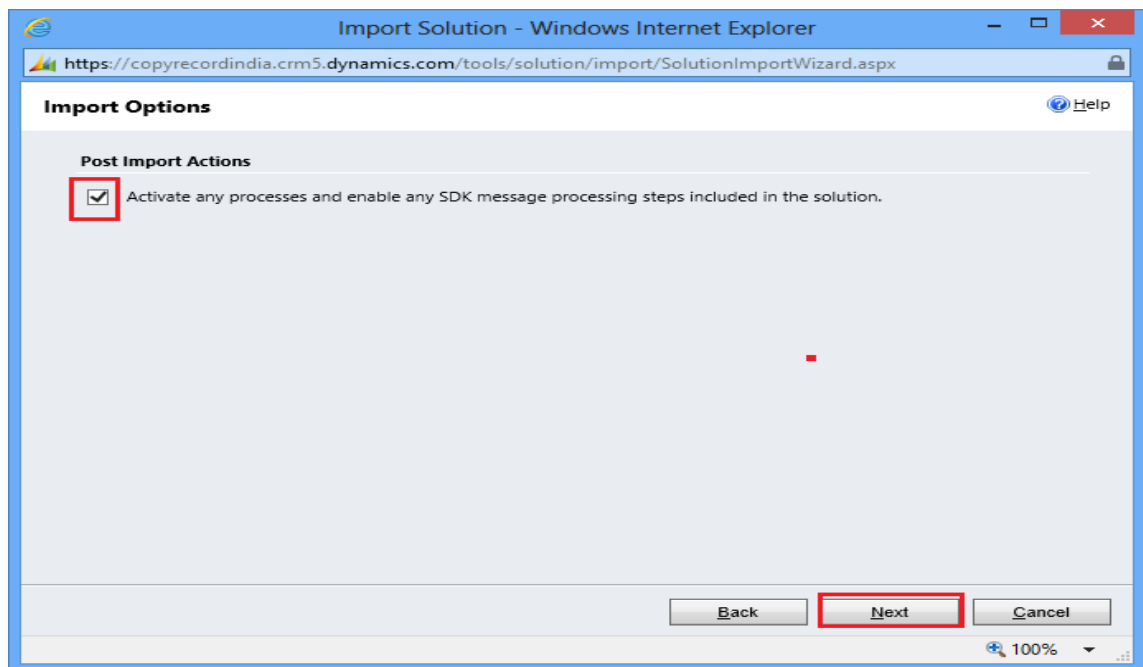 Import Solution - Windows Internet Explorer
https://copyrecordindia.crm5.dynamics.com/tools/solution/import/SolutionImportWizard.aspx
Import Options
Help
Post Import Actions
Activate any processes and enable any SDK message processing steps included in the solution.
Back Next Cancel
100%